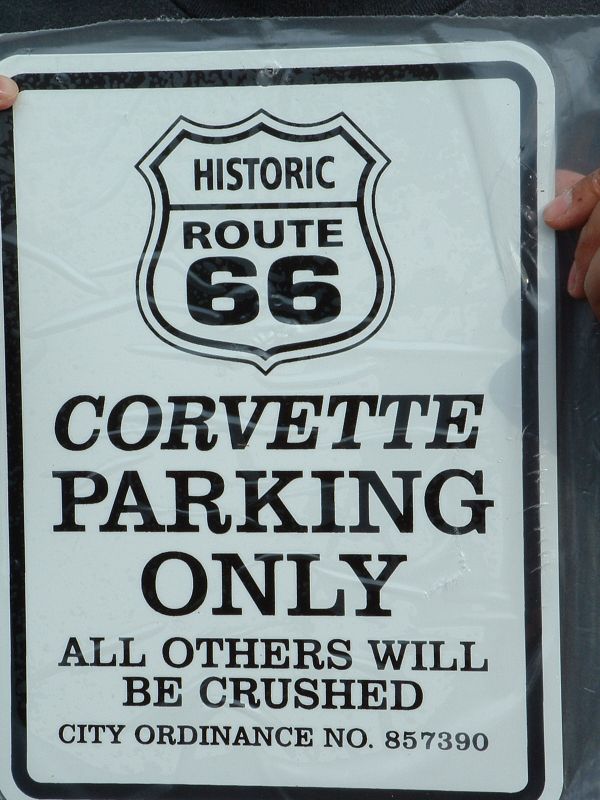 HISTORIC
ROUTE
66
CORVETTE
PARKING
ONLY
ALL OTHERS WILL
BE CRUSHED
CITY ORDINANCE NO. 857390